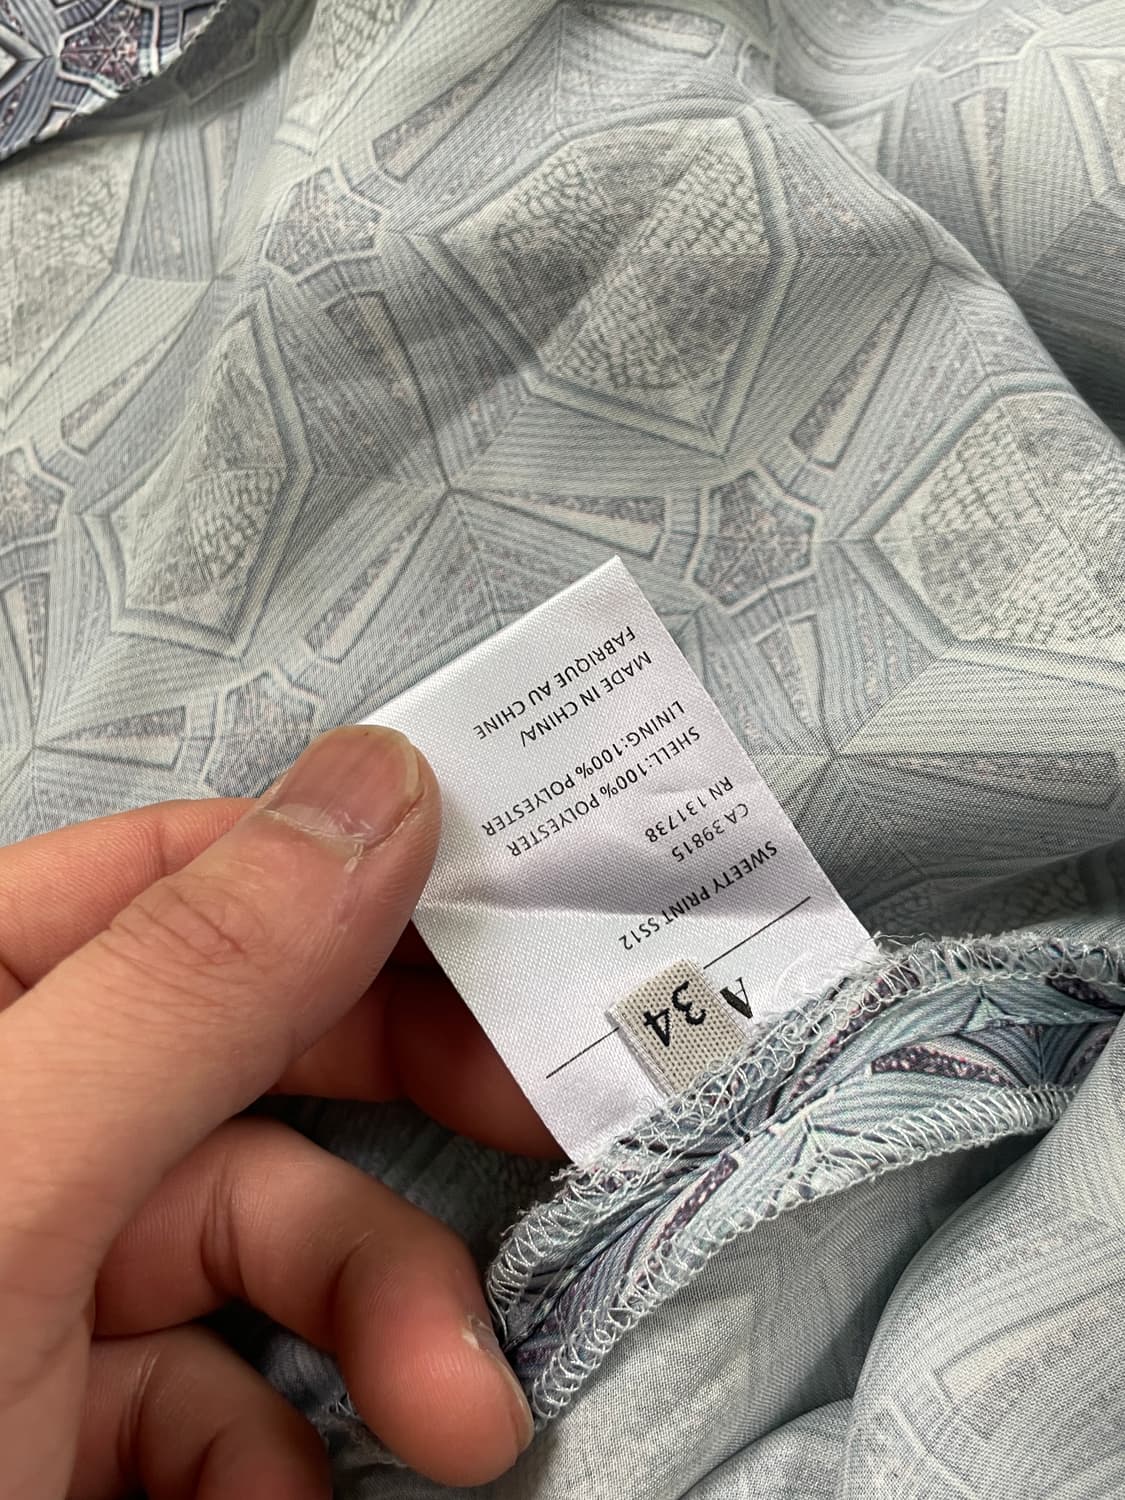 A
34
SWEETY PRINT SS12
CA 39815
RN 131738
SHELL:100% POLYESTER
LINING:100% POLYESTER
MADE IN CHINA/
FABRIQUE AU CHINE